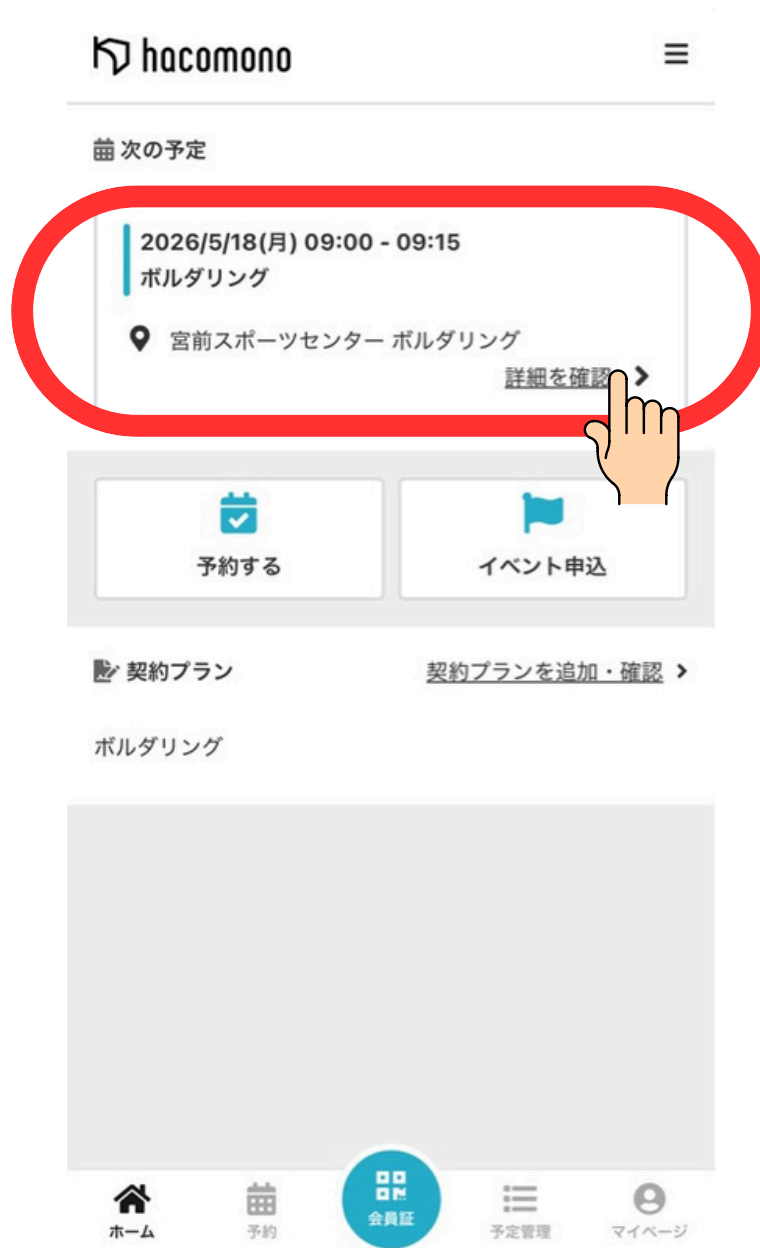 hacomono
次の予定
2026/5/18(月) 09:00 - 09:15
ボルダリング
宮前スポーツセンター ボルダリング
詳細を確認
予約する
イベント申込
契約プラン
契約プランを追加・確認
ボルダリング
ホーム
予約
会員証
予定管理
マイページ